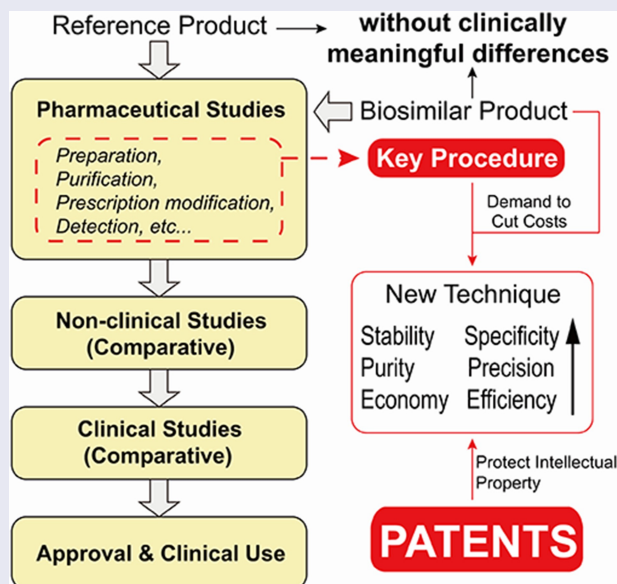 Reference Product
without clinically
meaningful differences
Pharmaceutical Studies
Preparation,
Purification,
Prescription modification,
Detection, etc...
Biosimilar Product
Key Procedure
Demand to
Cut Costs
New Technique
Stability Specificity
Purity Precision
Economy Efficiency
Non-clinical Studies
(Comparative)
Clinical Studies
(Comparative)
Protect Intellectual
Property
PATENTS
Approval & Clinical Use